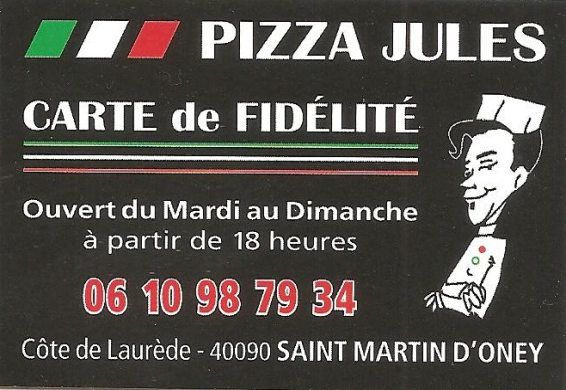 PIZZA JULES
CARTE de FIDÉLITÉ
Ouvert du Mardi au Dimanche
à partir de 18 heures
06 10 98 79 34
Côte de Laurède - 40090 SAINT MARTIN D'ONEY